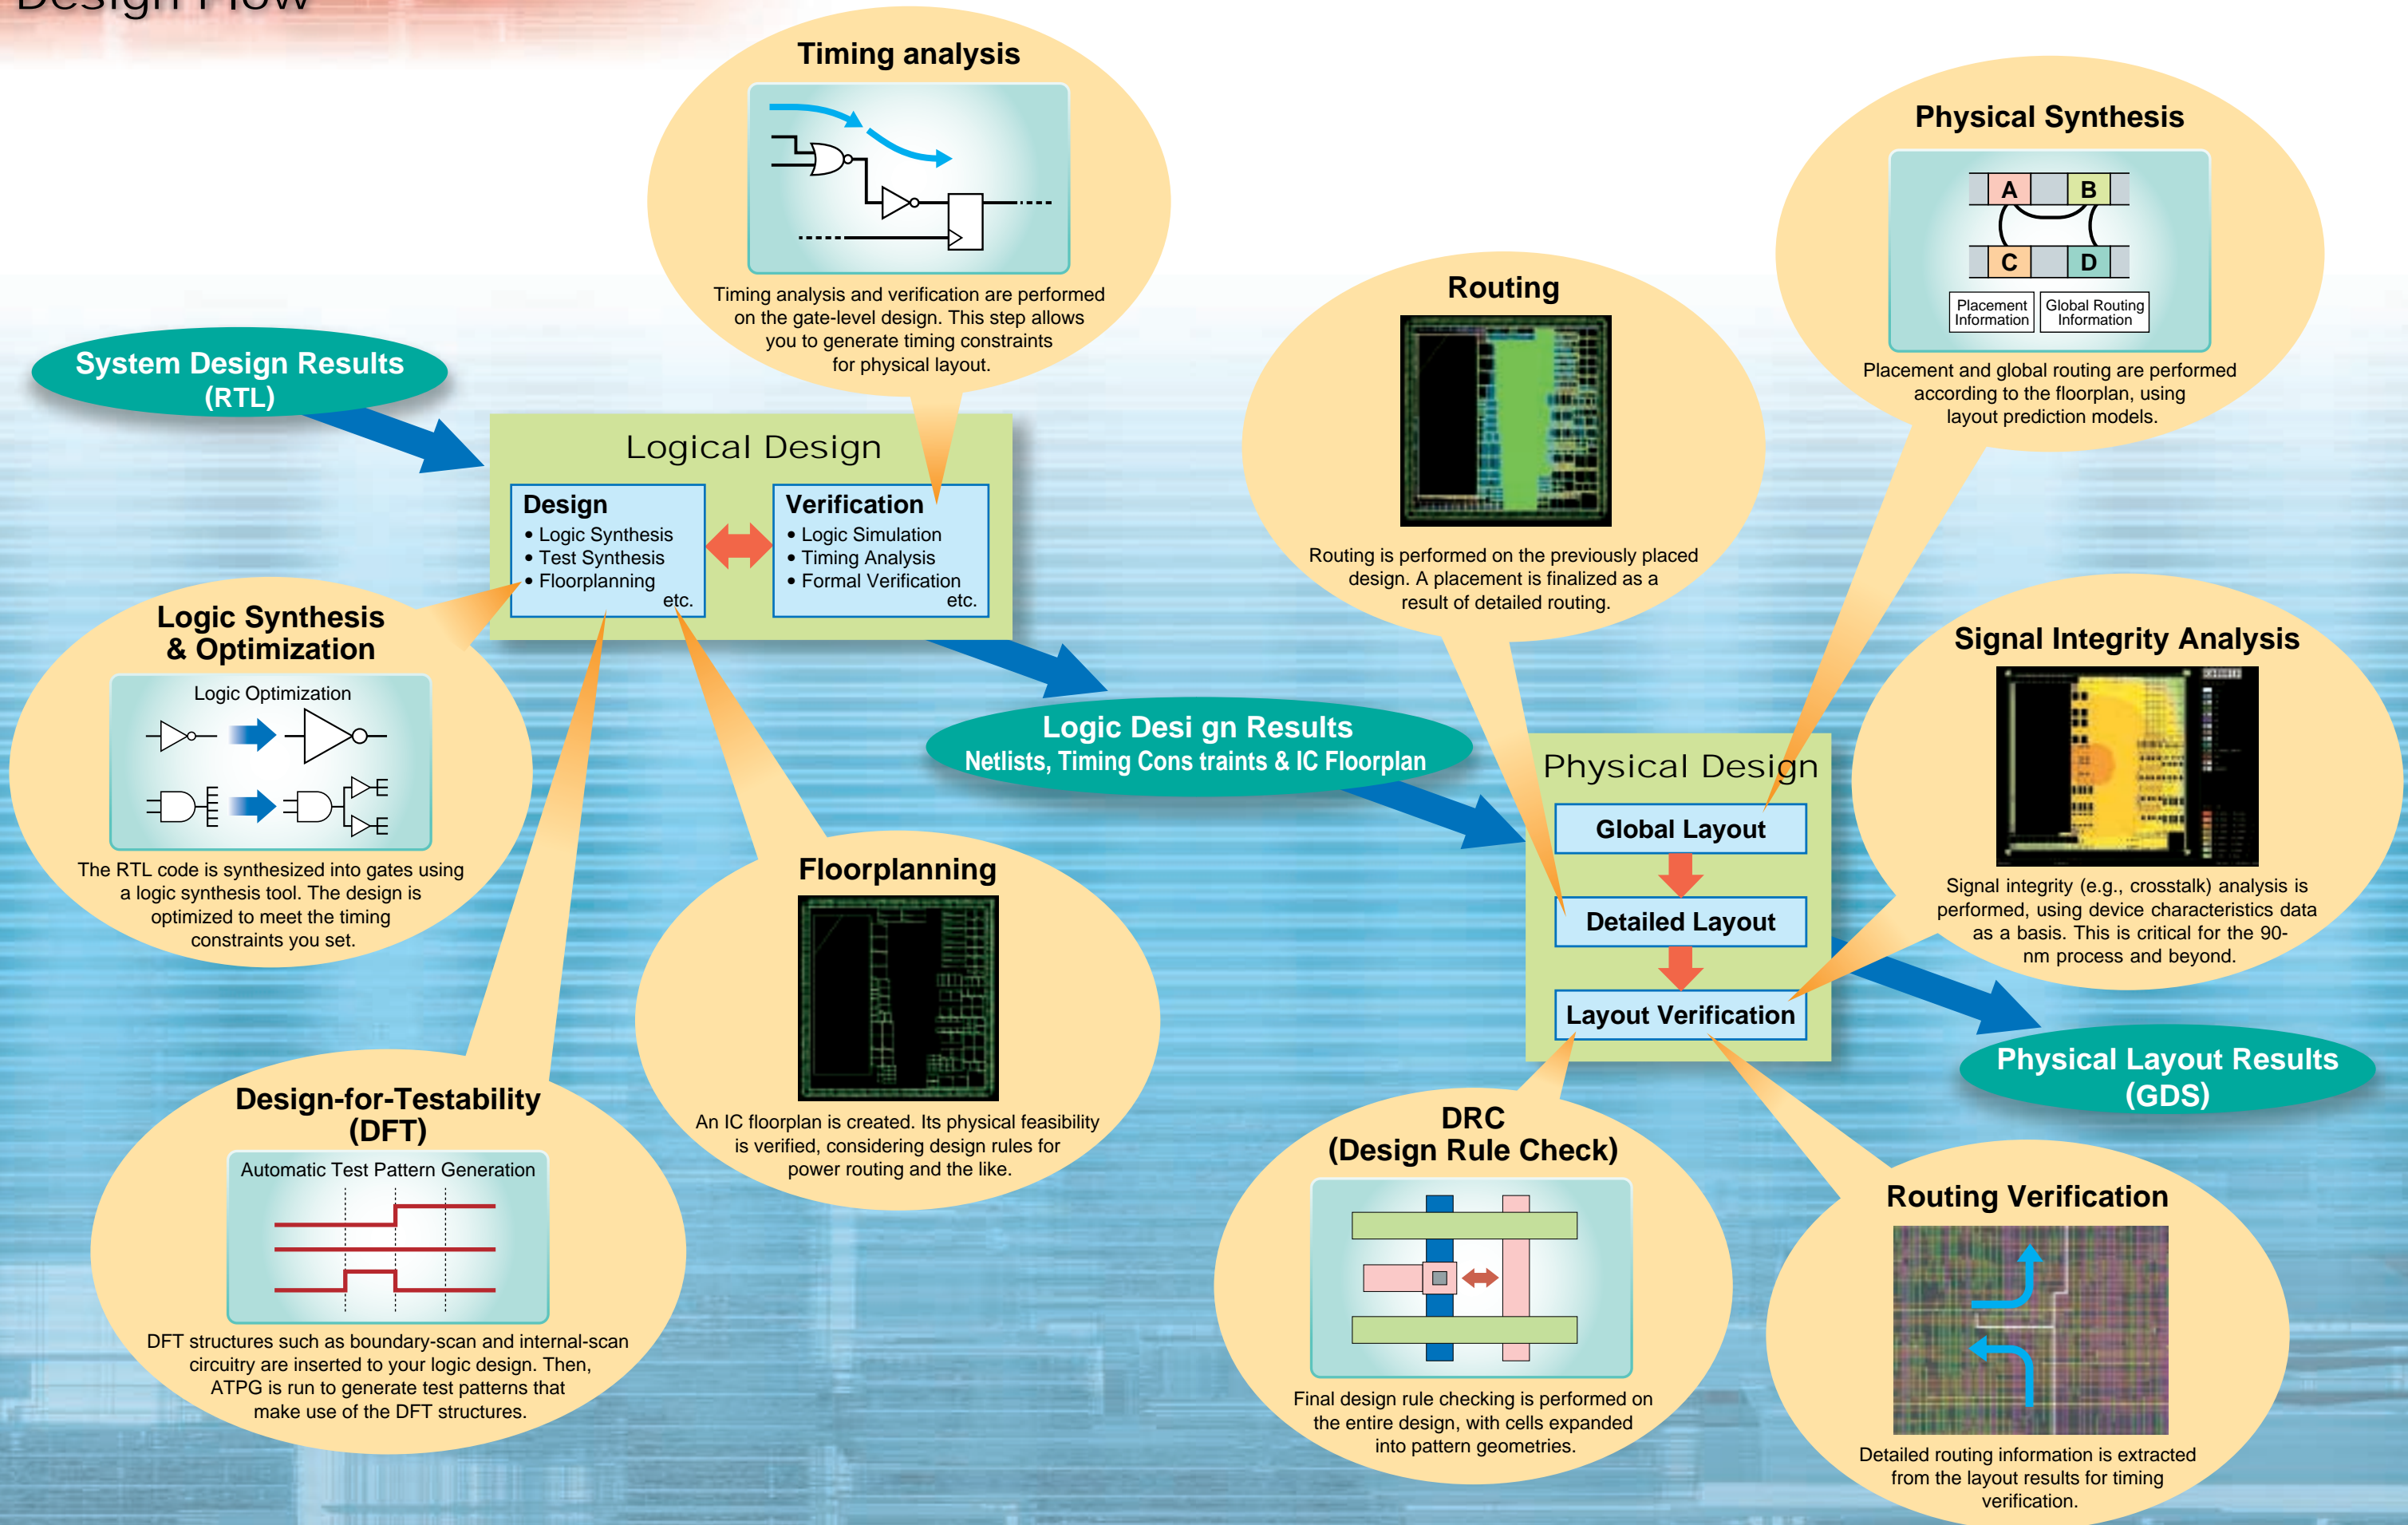 Design Flow
Timing analysis
Timing analysis and verification are performed
on the gate-level design. This step allows
you to generate timing constraints
for physical layout.
Physical Synthesis
A
B
C
D
Placement
Information
Global Routing
Information
Placement and global routing are performed
according to the floorplan, using
layout prediction models.
Routing
Routing is performed on the previously placed
design. A placement is finalized as a
result of detailed routing.
System Design Results
(RTL)
Logical Design
Design
• Logic Synthesis
• Test Synthesis
• Floorplanning
etc.
Verification
• Logic Simulation
• Timing Analysis
• Formal Verification
etc.
Logic Synthesis
& Optimization
Logic Optimization
The RTL code is synthesized into gates using
a logic synthesis tool. The design is
optimized to meet the timing
constraints you set.
Logic Desi gn Results
Netlists, Timing Cons traints & IC Floorplan
Signal Integrity Analysis
Signal integrity (e.g., crosstalk) analysis is
performed, using device characteristics data
as a basis. This is critical for the 90-
nm process and beyond.
Physical Design
Global Layout
Detailed Layout
Layout Verification
Floorplanning
An IC floorplan is created. Its physical feasibility
is verified, considering design rules for
power routing and the like.
Physical Layout Results
(GDS)
Design-for-Testability
(DFT)
Automatic Test Pattern Generation
DFT structures such as boundary-scan and internal-scan
circuitry are inserted to your logic design. Then,
ATPG is run to generate test patterns that
make use of the DFT structures.
DRC
(Design Rule Check)
Final design rule checking is performed on
the entire design, with cells expanded
into pattern geometries.
Routing Verification
Detailed routing information is extracted
from the layout results for timing
verification.